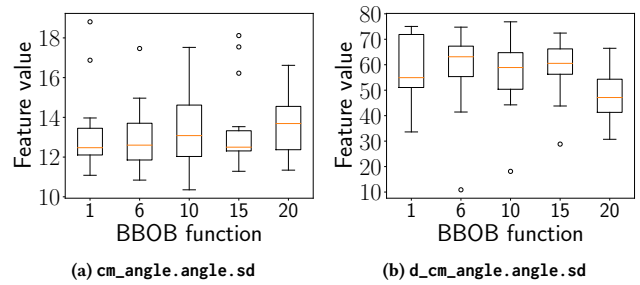 Feature value
18
16
14
12
10
1 6 10 15 20
BBOB function
(a) cm_angle.angle.sd
Feature value
80
70
60
50
40
30
20
10
1 6 10 15 20
BBOB function
(b) d_cm_angle.angle.sd